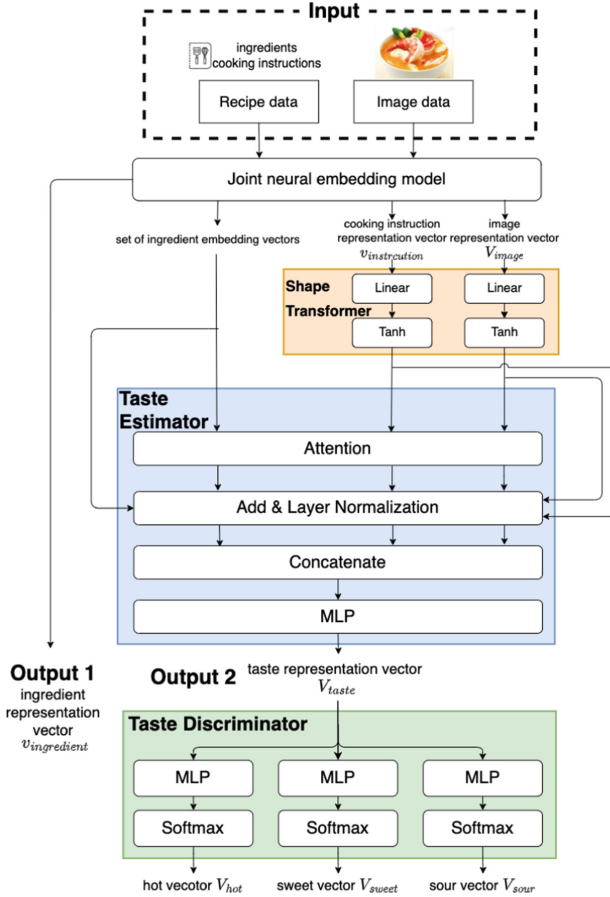 Input
ingredients
cooking instructions
Recipe data
Image data
Joint neural embedding model
set of ingredient embedding vectors
cooking instruction
representation vector
v_instrcution
image
representation vector
V_image
Shape
Transformer
Linear
Linear
Tanh
Tanh
Taste
Estimator
Attention
Add & Layer Normalization
Concatenate
MLP
Output 1
ingredient
representation
vector
v_ingredient
Output 2
taste representation vector
V_taste
Taste Discriminator
MLP
MLP
MLP
Softmax
Softmax
Softmax
hot vecotor V_hot
sweet vector V_sweet
sour vector V_sour